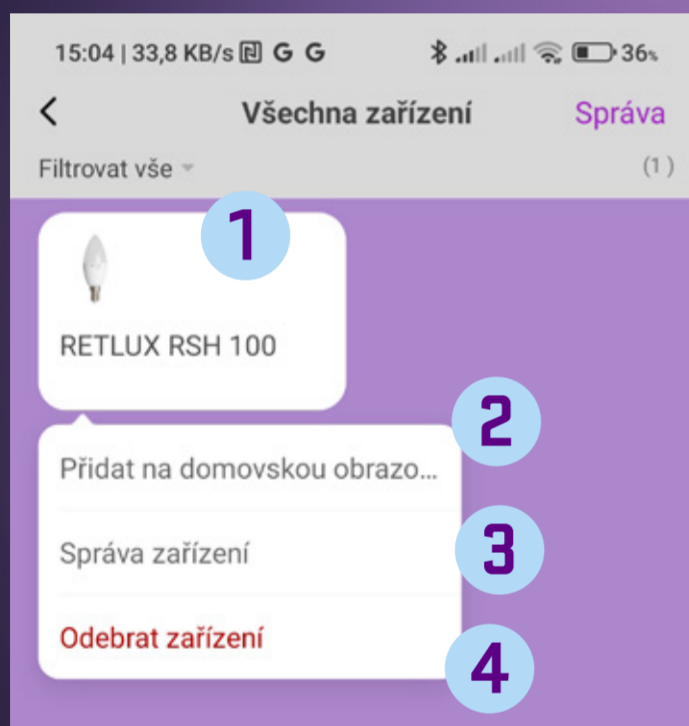 15:04 | 33,8 KB/s G G 36%
Všechna zařízení Správa
Filtrovat vše (1)
1
RETLUX RSH 100
2
Přidat na domovskou obrazo...
Správa zařízení
3
Odebrat zařízení
4